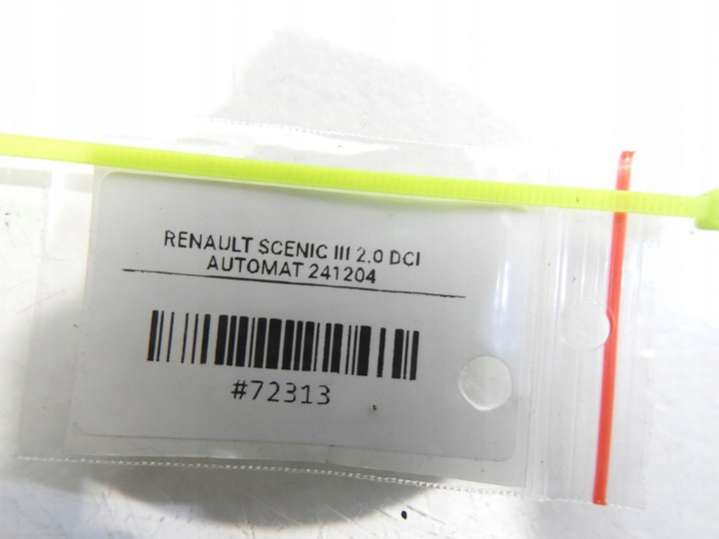 RENAULT SCENIC III 2.0 DCI
AUTOMAT 241204
#72313